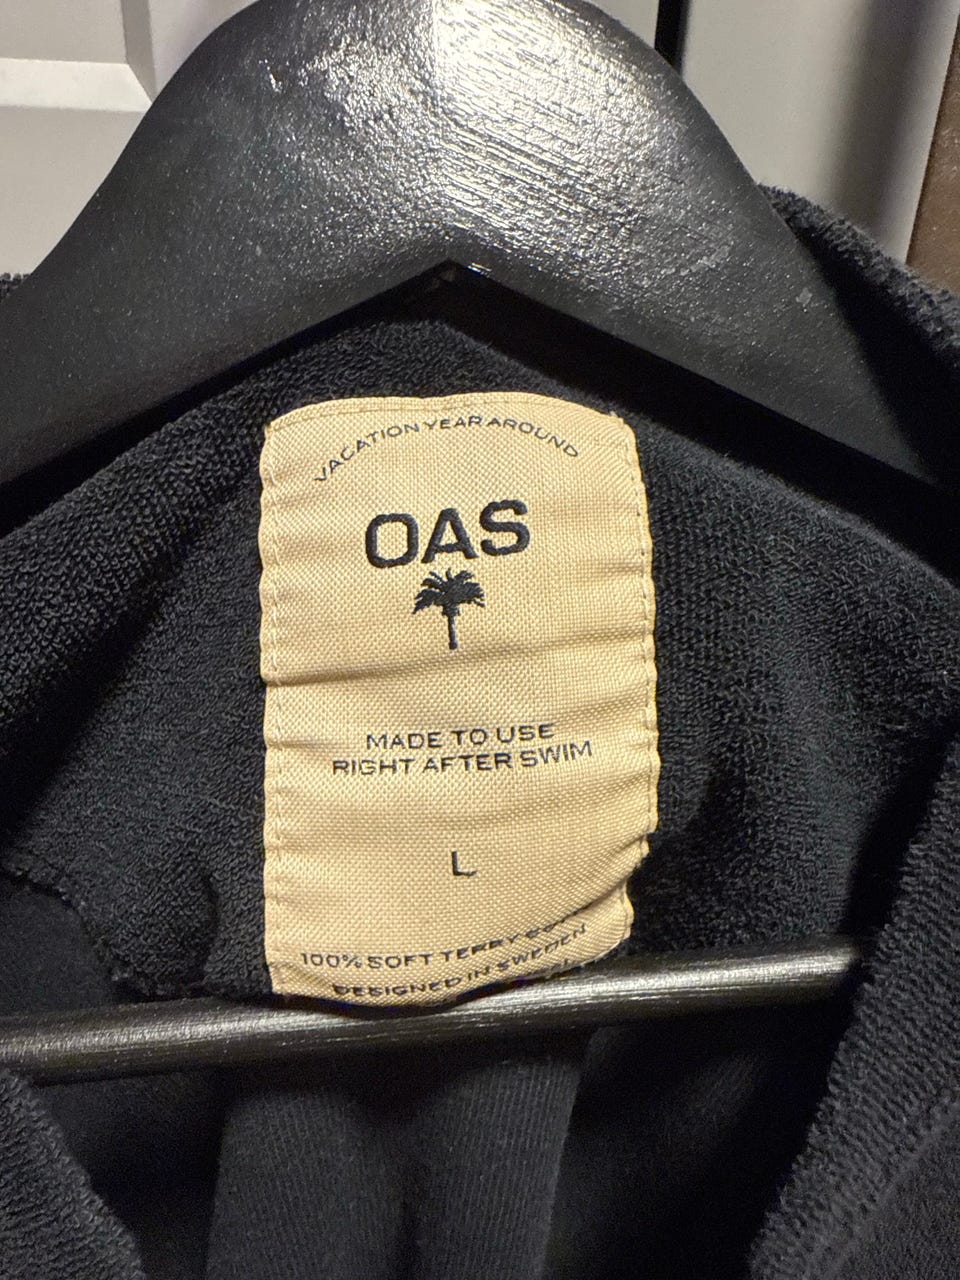 VACATION YEAR AROUND
OAS
MADE TO USE
RIGHT AFTER SWIM
L
100% SOFT TERRY
DESIGNED IN SWEDEN